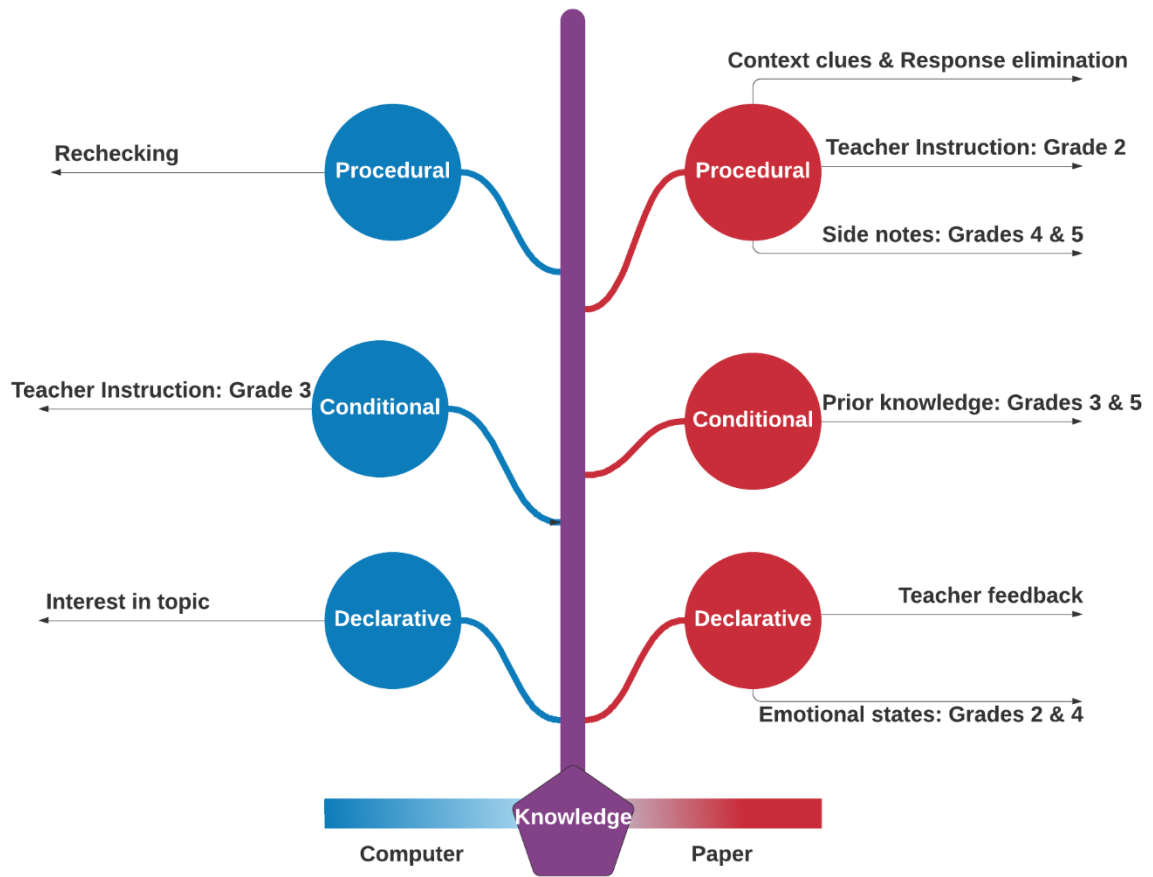 Context clues & Response elimination
Rechecking
Procedural
Procedural
Teacher Instruction: Grade 2
Side notes: Grades 4 & 5
Teacher Instruction: Grade 3
Conditional
Conditional
Prior knowledge: Grades 3 & 5
Interest in topic
Declarative
Declarative
Teacher feedback
Emotional states: Grades 2 & 4
Knowledge
Computer
Paper